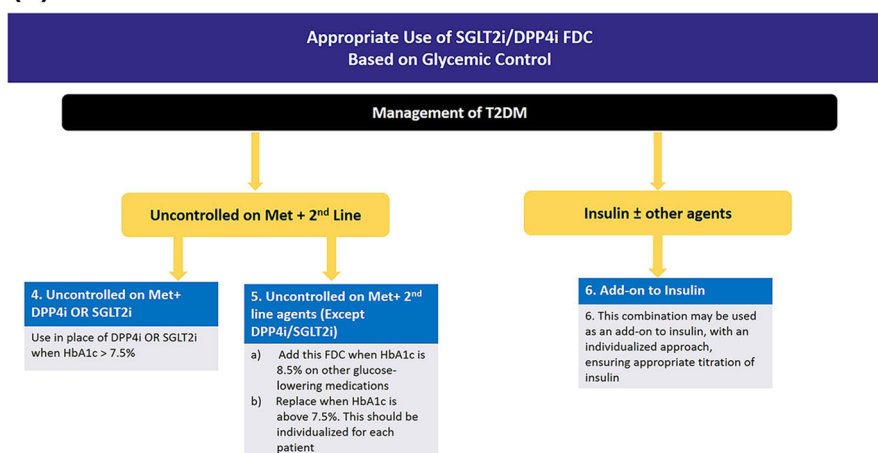 Appropriate Use of SGLT2i/DPP4i FDC
Based on Glycemic Control
Management of T2DM
Uncontrolled on Met + 2nd Line
Insulin ± other agents
4. Uncontrolled on Met+
DPP4i OR SGLT2i
Use in place of DPP4i OR SGLT2i
when HbA1c > 7.5%
5. Uncontrolled on Met+ 2nd
line agents (Except
DPP4i/SGLT2i)
a) Add this FDC when HbA1c is
8.5% on other glucose-
lowering medications
b) Replace when HbA1c is
above 7.5%. This should be
individualized for each
patient
6. Add-on to Insulin
6. This combination may be used
as an add-on to insulin, with an
individualized approach,
ensuring appropriate titration of
insulin